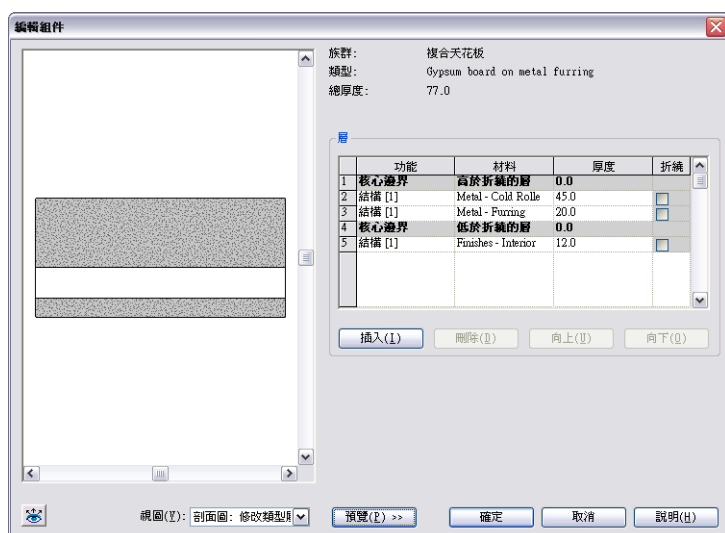 編輯組件
族群: 複合天花板
類型: Gypsum board on metal furring
總厚度: 77.0
層
功能 材料 厚度 折繞
1 核心邊界 高於折繞的層 0.0
2 結構 [1] Metal - Cold Rolle 45.0
3 結構 [1] Metal - Furring 20.0
4 核心邊界 低於折繞的層 0.0
5 結構 [1] Finishes - Interior 12.0
插入(I) 刪除(D) 向上(U) 向下(O)
視圖(V): 剖面圖: 修改類型
預覽(P) >> 確定 取消 說明(H)